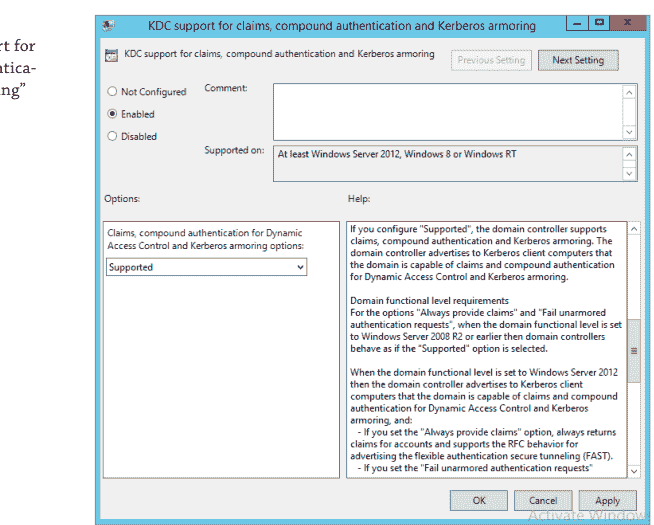 rt for
ntica-
ing”
KDC support for claims, compound authentication and Kerberos armoring
KDC support for claims, compound authentication and Kerberos armoring
Previous Setting
Next Setting
Not Configured
Enabled
Disabled
Comment:
Supported on:
At least Windows Server 2012, Windows 8 or Windows RT
Options:
Help:
Claims, compound authentication for Dynamic
Access Control and Kerberos armoring options:
Supported
If you configure "Supported", the domain controller supports
claims, compound authentication and Kerberos armoring. The
domain controller advertises to Kerberos client computers that
the domain is capable of claims and compound authentication
for Dynamic Access Control and Kerberos armoring.
Domain functional level requirements
For the options "Always provide claims" and "Fail unarmored
authentication requests", when the domain functional level is set
to Windows Server 2008 R2 or earlier then domain controllers
behave as if the "Supported" option is selected.
When the domain functional level is set to Windows Server 2012
then the domain controller advertises to Kerberos client
computers that the domain is capable of claims and compound
authentication for Dynamic Access Control and Kerberos
armoring, and:
- If you set the "Always provide claims" option, always returns
claims for accounts and supports the RFC behavior for
advertising the flexible authentication secure tunneling (FAST).
- If you set the "Fail unarmored authentication requests"
OK
Cancel
Apply
Activate Window